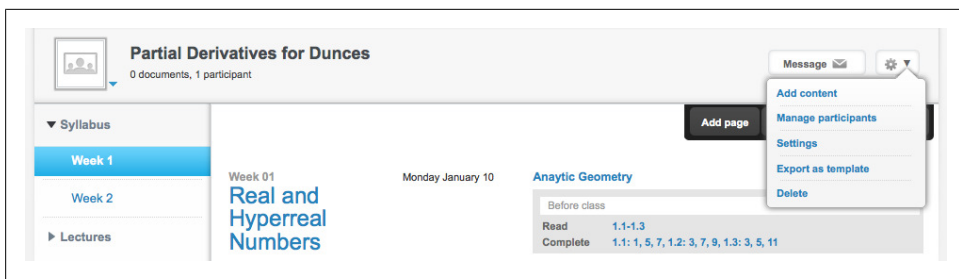 Partial Derivatives for Dunces
0 documents, 1 participant
Message
Add content
Manage participants
Settings
Export as template
Delete
Add page
Syllabus
Week 1
Week 2
Lectures
Week 01
Real and
Hyperreal
Numbers
Monday January 10
Anaytic Geometry
Before class
Read 1.1-1.3
Complete 1.1: 1, 5, 7, 1.2: 3, 7, 9, 1.3: 3, 5, 11